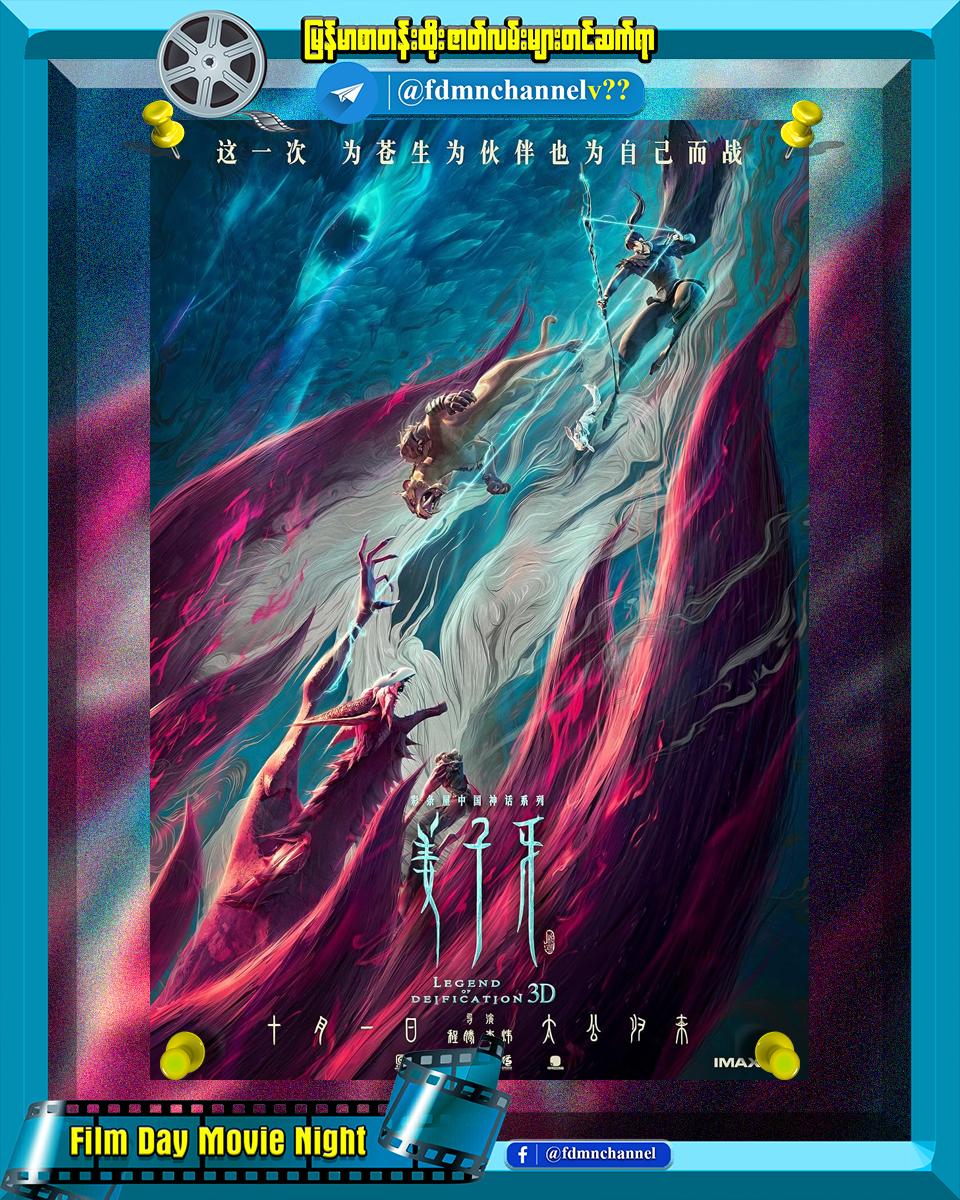 မြန်မာစာတန်းထိုးဇာတ်လမ်းများတင်ဆက်ရာ
@fdmnchannelv??
这一次 为苍生为伙伴也为自己而战
彩条屋中国神话系列
姜子牙
LEGEND
OF
DEIFICATION 3D
十月一日 导演 大公归来
程腾 李炜
IMAX
Film Day Movie Night
@fdmnchannel